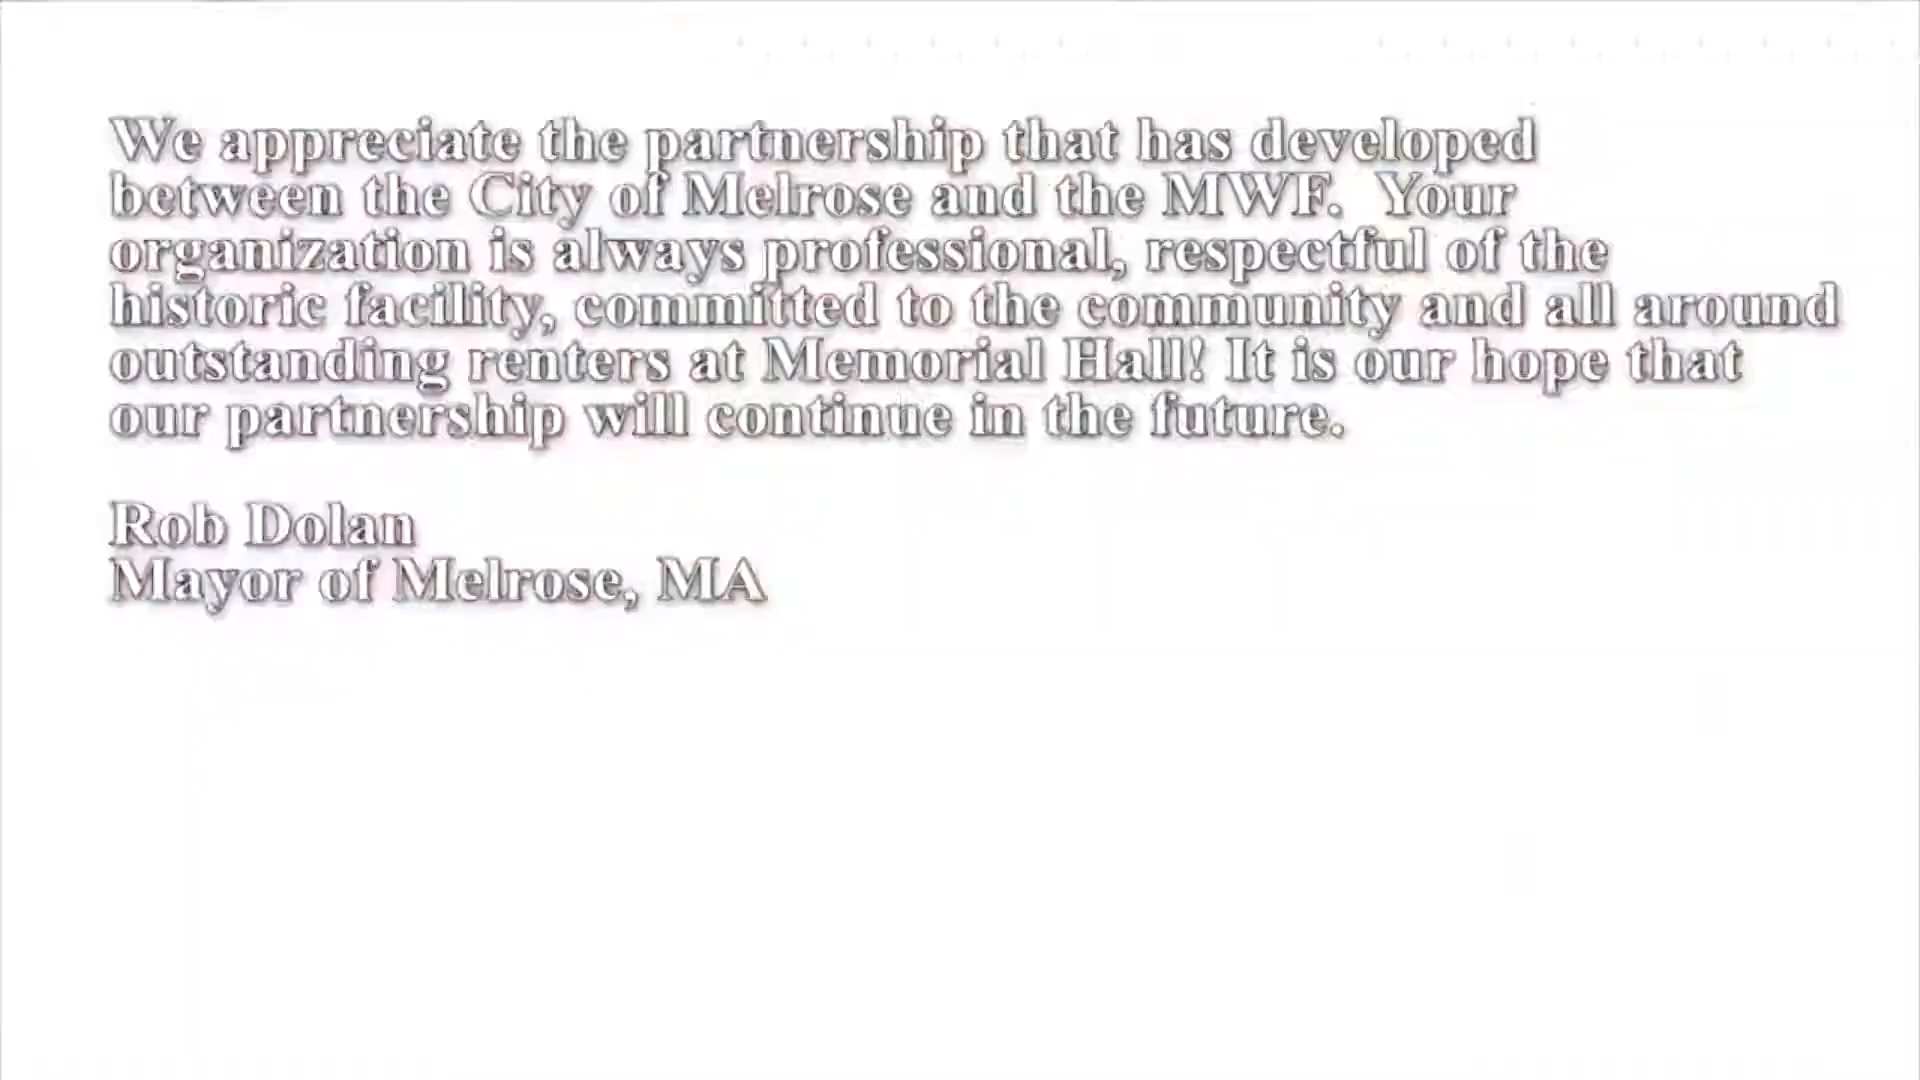 We appreciate the partnership that has developed
between the City of Melrose and the MWF.  Your
organization is always professional, respectful of the
historic facility, committed to the community and all around
outstanding renters at Memorial Hall! It is our hope that
our partnership will continue in the future.
Rob Dolan
Mayor of Melrose, MA